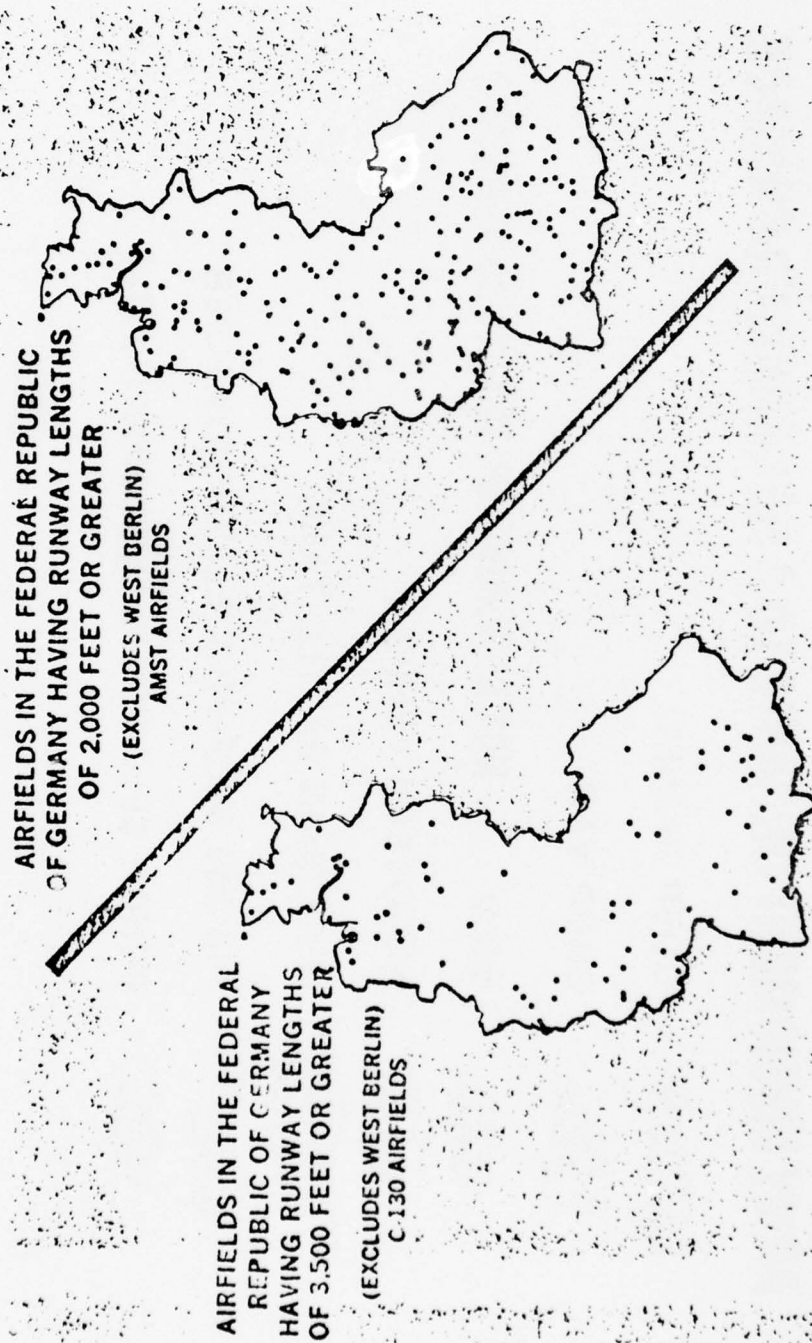 AIRFIELDS IN THE FEDERAL REPUBLIC
OF GERMANY HAVING RUNWAY LENGTHS
OF 2,000 FEET OR GREATER
(EXCLUDES WEST BERLIN)
AMST AIRFIELDS
AIRFIELDS IN THE FEDERAL
REPUBLIC OF GERMANY
HAVING RUNWAY LENGTHS
OF 3,500 FEET OR GREATER
(EXCLUDES WEST BERLIN)
C 130 AIRFIELDS